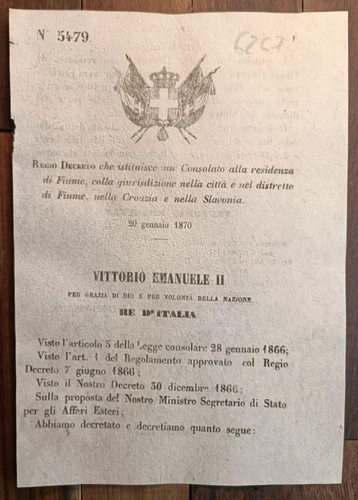 N 5479
REGIO DECRETO che istituisce un Consolato alla residenza
di Fiume, colla giurisdizione nella città e nel distretto
di Fiume, nella Croazia e nella Slavonia.
20 gennaio 1870
VITTORIO EMANUELE II
PER GRAZIA DI DIO E PER VOLONTÀ DELLA NAZIONE
RE D'ITALIA
Visto l'articolo 5 della Legge consolare 28 gennaio 1866;
Visto l'art. 1 del Regolamento approvato col Regio
Decreto 7 giugno 1866;
Visto il Nostro Decreto 30 dicembre 1866;
Sulla proposta del Nostro Ministro Segretario di Stato
per gli Affari Esteri;
Abbiamo decretato e decretiamo quanto segue: